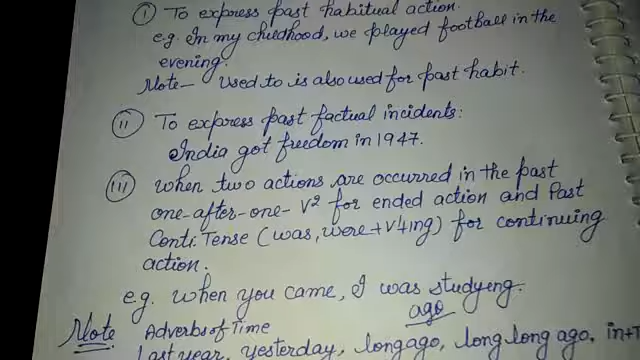 (i) To express past habitual action.
e.g. In my childhood, we played football in the
evening.
Note- Used to is also used for past habit.
(ii) To express past factual incidents:
India got freedom in 1947.
(iii) When two actions are occurred in the past
one-after-one- V² for ended action and Past
Conti. Tense (was, were + V⁴ing) for continuing
action.
e.g. When you came, I was studyeng.
ago
Note Adverbs of Time
Last year, yesterday, longago, long long ago, in+T